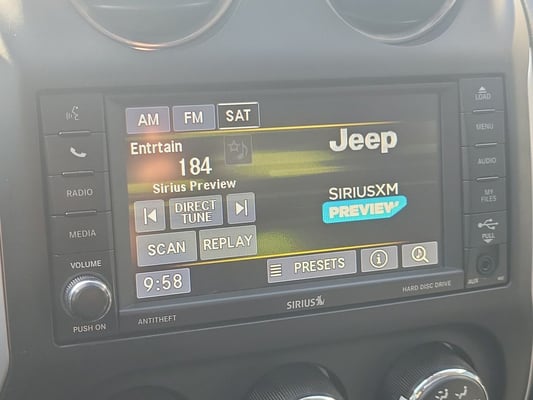 AM FM SAT
Entrtain
184
Sirius Preview
Jeep
DIRECT
TUNE
SIRIUSXM
PREVIEW
SCAN REPLAY
9:58
PRESETS
RADIO
MEDIA
VOLUME
PUSH ON
ANTITHEFT
SIRIUS
HARD DISC DRIVE
LOAD
MENU
AUDIO
MY
FILES
PULL
AUX